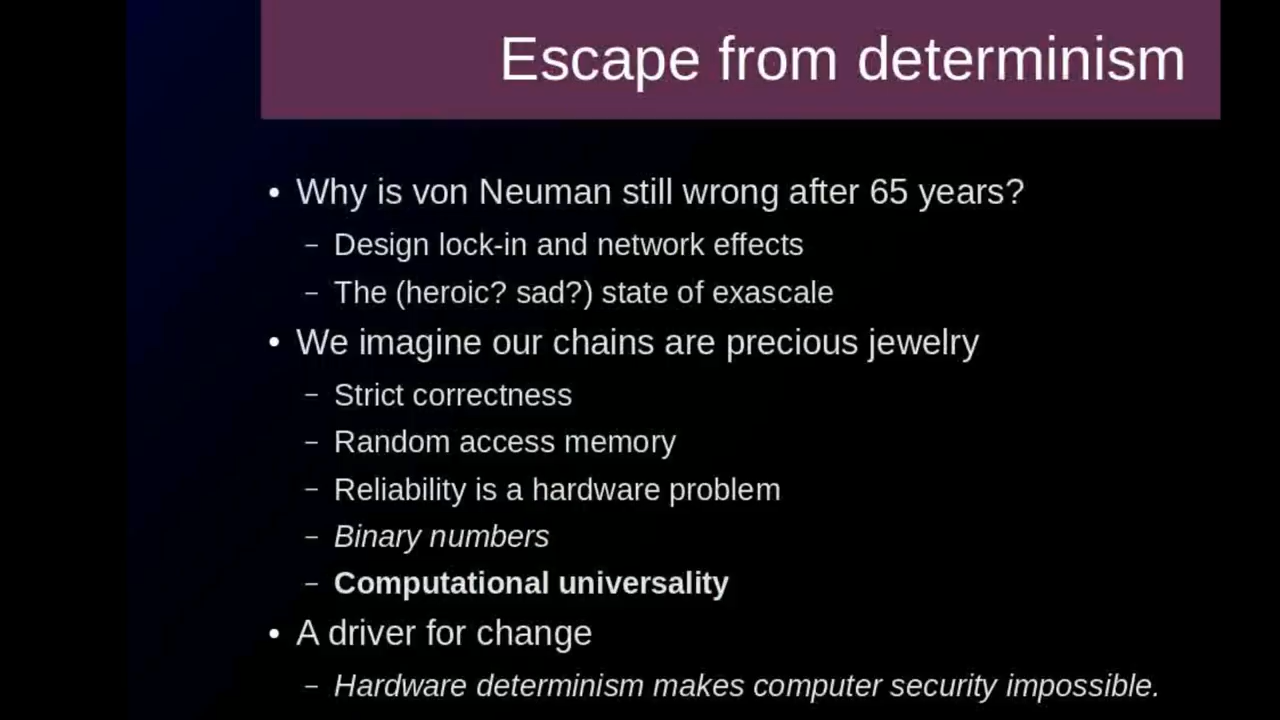 Escape from determinism
• Why is von Neuman still wrong after 65 years?
– Design lock-in and network effects
– The (heroic? sad?) state of exascale
• We imagine our chains are precious jewelry
– Strict correctness
– Random access memory
– Reliability is a hardware problem
– Binary numbers
– Computational universality
• A driver for change
– Hardware determinism makes computer security impossible.